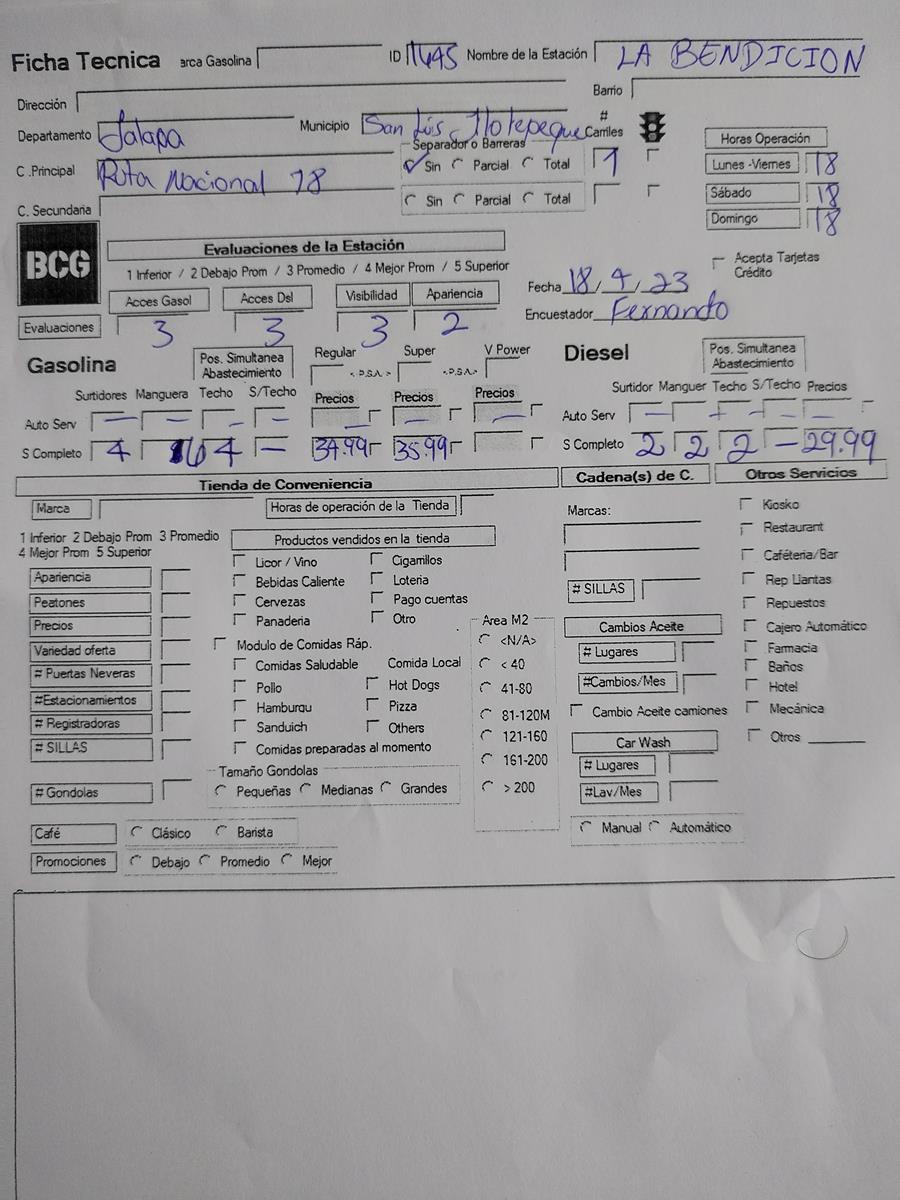 Ficha Tecnica arca Gasolina ID 1645 Nombre de la Estación LA BENDICION
Dirección Barrio
Departamento Jalapa Municipio San Luis Jilotepeque # Carriles
C .Principal Ruta Nacional 18 Separador o Barreras Sin Parcial Total 1
C. Secundaria Sin Parcial Total
Horas Operación
Lunes -Viernes 18
Sábado 18
Domingo 18
BCG
Evaluaciones de la Estación
1 Inferior / 2 Debajo Prom / 3 Promedio / 4 Mejor Prom / 5 Superior
Acepta Tarjetas Crédito
Fecha 18/4/23
Encuestador Fernando
Acces Gasol Acces Dsl Visibilidad Apariencia
Evaluaciones 3 3 3 2
Gasolina Pos. Simultanea Abastecimiento Regular Super V Power
<.P.S.A.> <.P.S.A.>
Surtidores Manguera Techo S/Techo Precios Precios Precios
Auto Serv — — — — — — —
S Completo 4 16 4 — 34.99 35.99
Diesel Pos. Simultanea Abastecimiento
Surtidor Manguer Techo S/Techo Precios
Auto Serv — + — —
S Completo 2 2 2 — 29.99
Tienda de Conveniencia
Marca Horas de operación de la Tienda
1 Inferior 2 Debajo Prom 3 Promedio
4 Mejor Prom 5 Superior
Apariencia
Peatones
Precios
Variedad oferta
# Puertas Neveras
#Estacionamientos
# Registradoras
# SILLAS
# Gondolas
Productos vendidos en la tienda
Licor / Vino Cigarrillos
Bebidas Caliente Loteria
Cervezas Pago cuentas
Panaderia Otro
Modulo de Comidas Ráp.
Comidas Saludable Comida Local
Pollo Hot Dogs
Hamburgu Pizza
Sanduich Others
Comidas preparadas al momento
Tamaño Gondolas
Pequeñas Medianas Grandes
Area M2
<N/A>
< 40
41-80
81-120M
121-160
161-200
> 200
Café Clásico Barista
Promociones Debajo Promedio Mejor
Cadena(s) de C.
Marcas:
# SILLAS
Cambios Aceite
# Lugares
#Cambios/Mes
Cambio Aceite camiones
Car Wash
# Lugares
#Lav/Mes
Manual Automático
Otros Servicios
Kiosko
Restaurant
Caféteria/Bar
Rep Llantas
Repuestos
Cajero Automático
Farmacia
Baños
Hotel
Mecánica
Otros